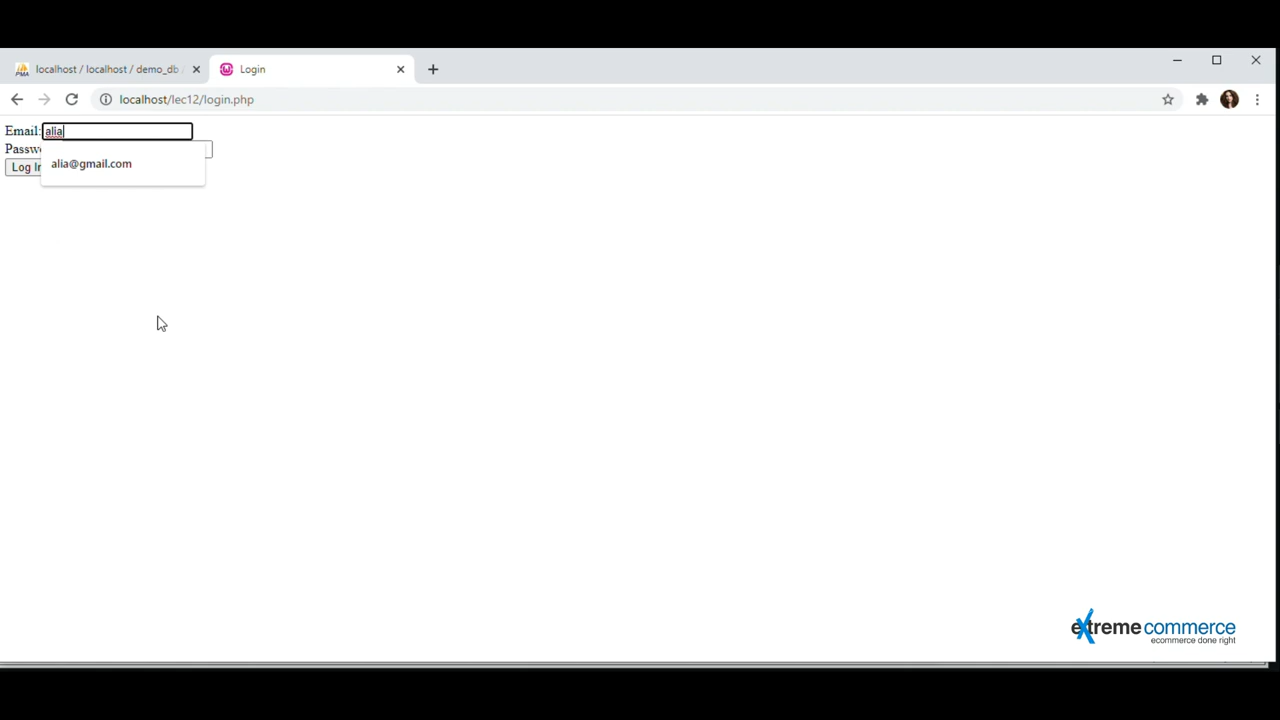 localhost / localhost / demo_db
Login
localhost/lec12/login.php
Email: alia
Passwo
alia@gmail.com
Log In
extreme commerce
ecommerce done right